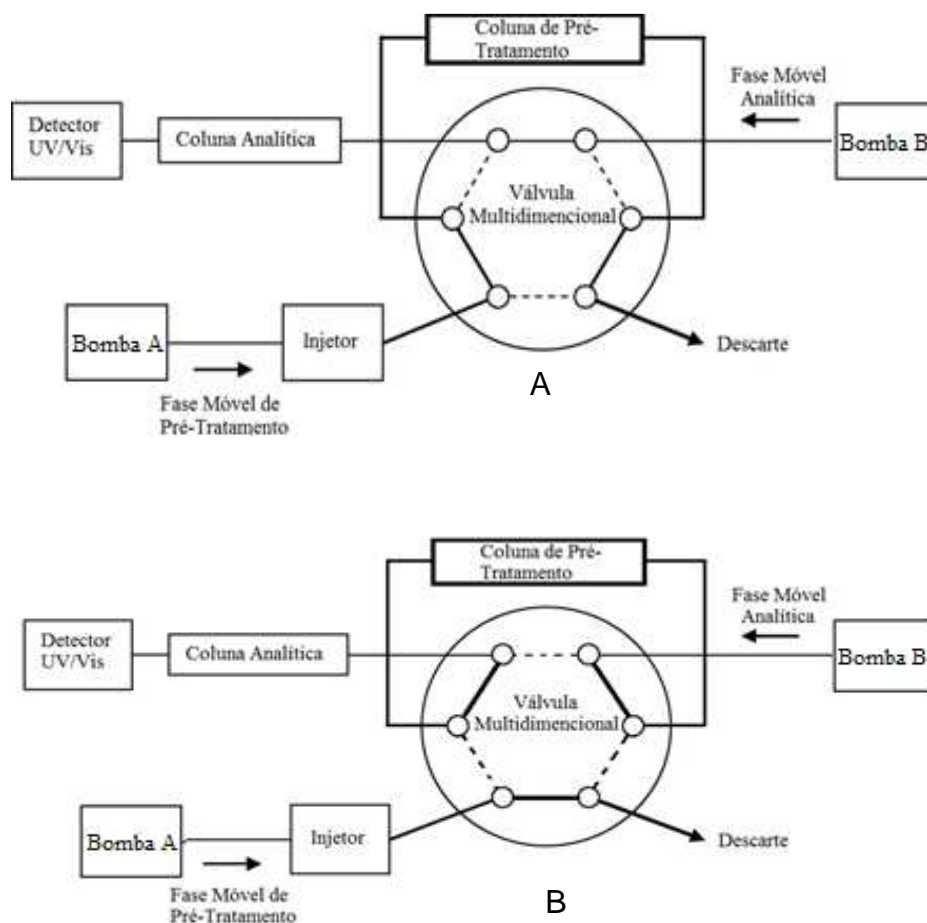 Coluna de Pré-
Tratamento
Fase Móvel
Analítica
Detector
UV/Vis
Coluna Analítica
Bomba B
Válvula
Multidimencional
Bomba A
Injetor
Descarte
Fase Móvel de
Pré-Tratamento
A
Coluna de Pré-
Tratamento
Fase Móvel
Analítica
Detector
UV/Vis
Coluna Analítica
Bomba B
Válvula
Multidimencional
Bomba A
Injetor
Descarte
Fase Móvel de
Pré-Tratamento
B